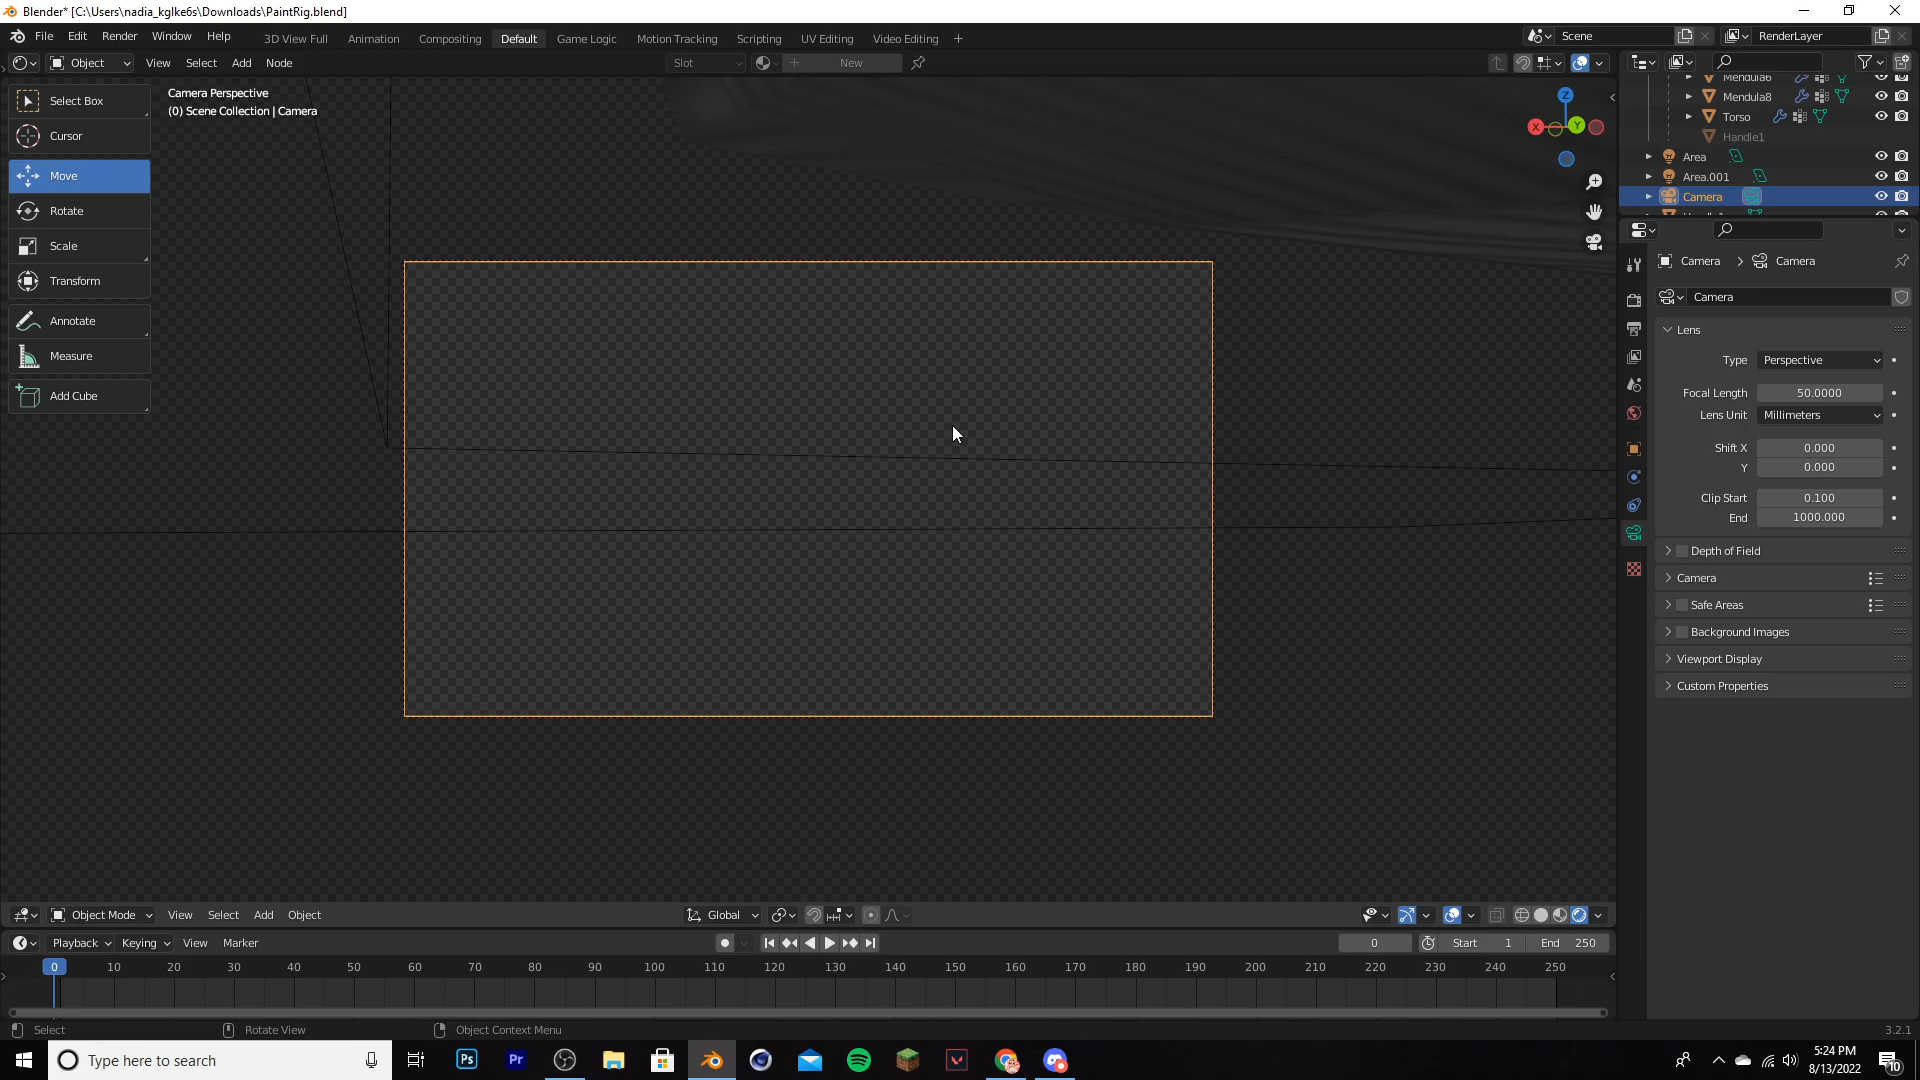 Blender* [C:\Users\nadia_kglke6s\Downloads\PaintRig.blend]
File Edit Render Window Help
3D View Full Animation Compositing Default Game Logic Motion Tracking Scripting UV Editing Video Editing +
Scene
RenderLayer
Object View Select Add Node
Slot
New
Select Box
Cursor
Move
Rotate
Scale
Transform
Annotate
Measure
Add Cube
Camera Perspective
(0) Scene Collection | Camera
Z
X
Y
Mendula6
Mendula8
Torso
Handle1
Area
Area.001
Camera
Camera > Camera
Camera
Lens
Type Perspective
Focal Length 50.0000
Lens Unit Millimeters
Shift X 0.000
Y 0.000
Clip Start 0.100
End 1000.000
Depth of Field
Camera
Safe Areas
Background Images
Viewport Display
Custom Properties
Object Mode View Select Add Object
Global
Playback Keying View Marker
0
Start 1 End 250
0 10 20 30 40 50 60 70 80 90 100 110 120 130 140 150 160 170 180 190 200 210 220 230 240 250
Select
Rotate View
Object Context Menu
3.2.1
Type here to search
Ps
Pr
5:24 PM
8/13/2022
10